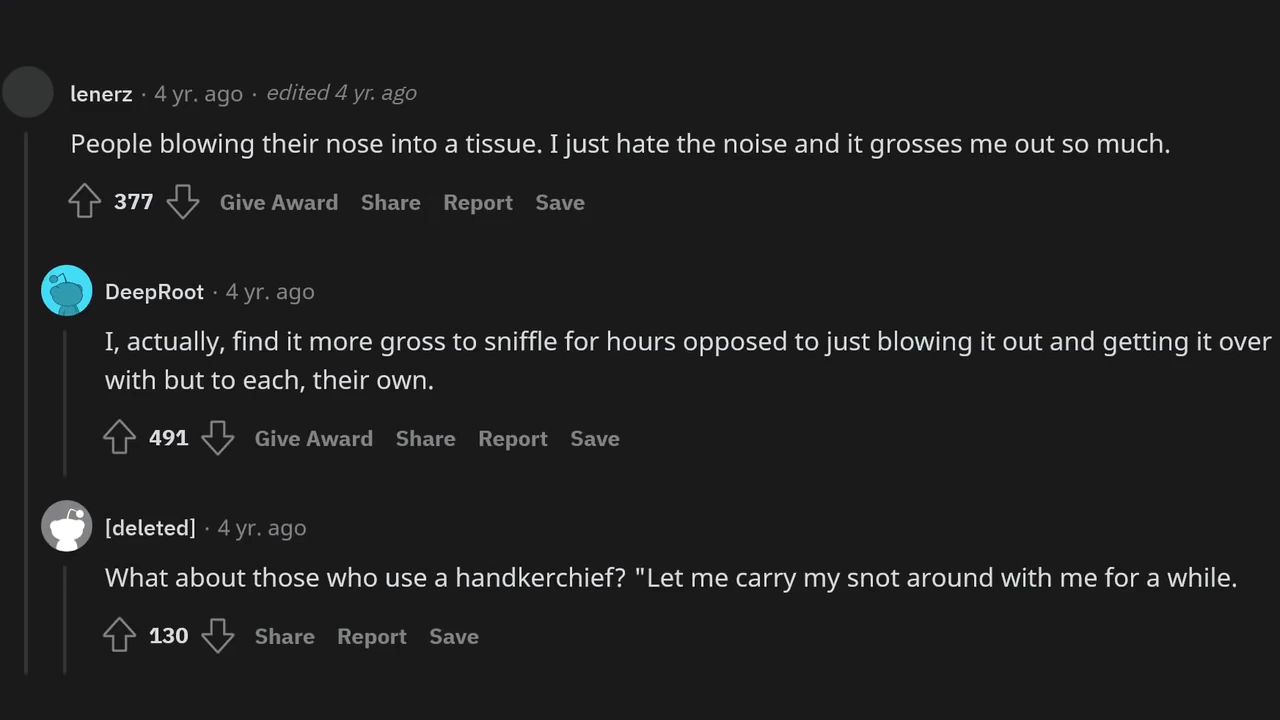 lenerz · 4 yr. ago · edited 4 yr. ago
People blowing their nose into a tissue. I just hate the noise and it grosses me out so much.
377 Give Award Share Report Save
DeepRoot · 4 yr. ago
I, actually, find it more gross to sniffle for hours opposed to just blowing it out and getting it over
with but to each, their own.
491 Give Award Share Report Save
[deleted] · 4 yr. ago
What about those who use a handkerchief? "Let me carry my snot around with me for a while.
130 Share Report Save